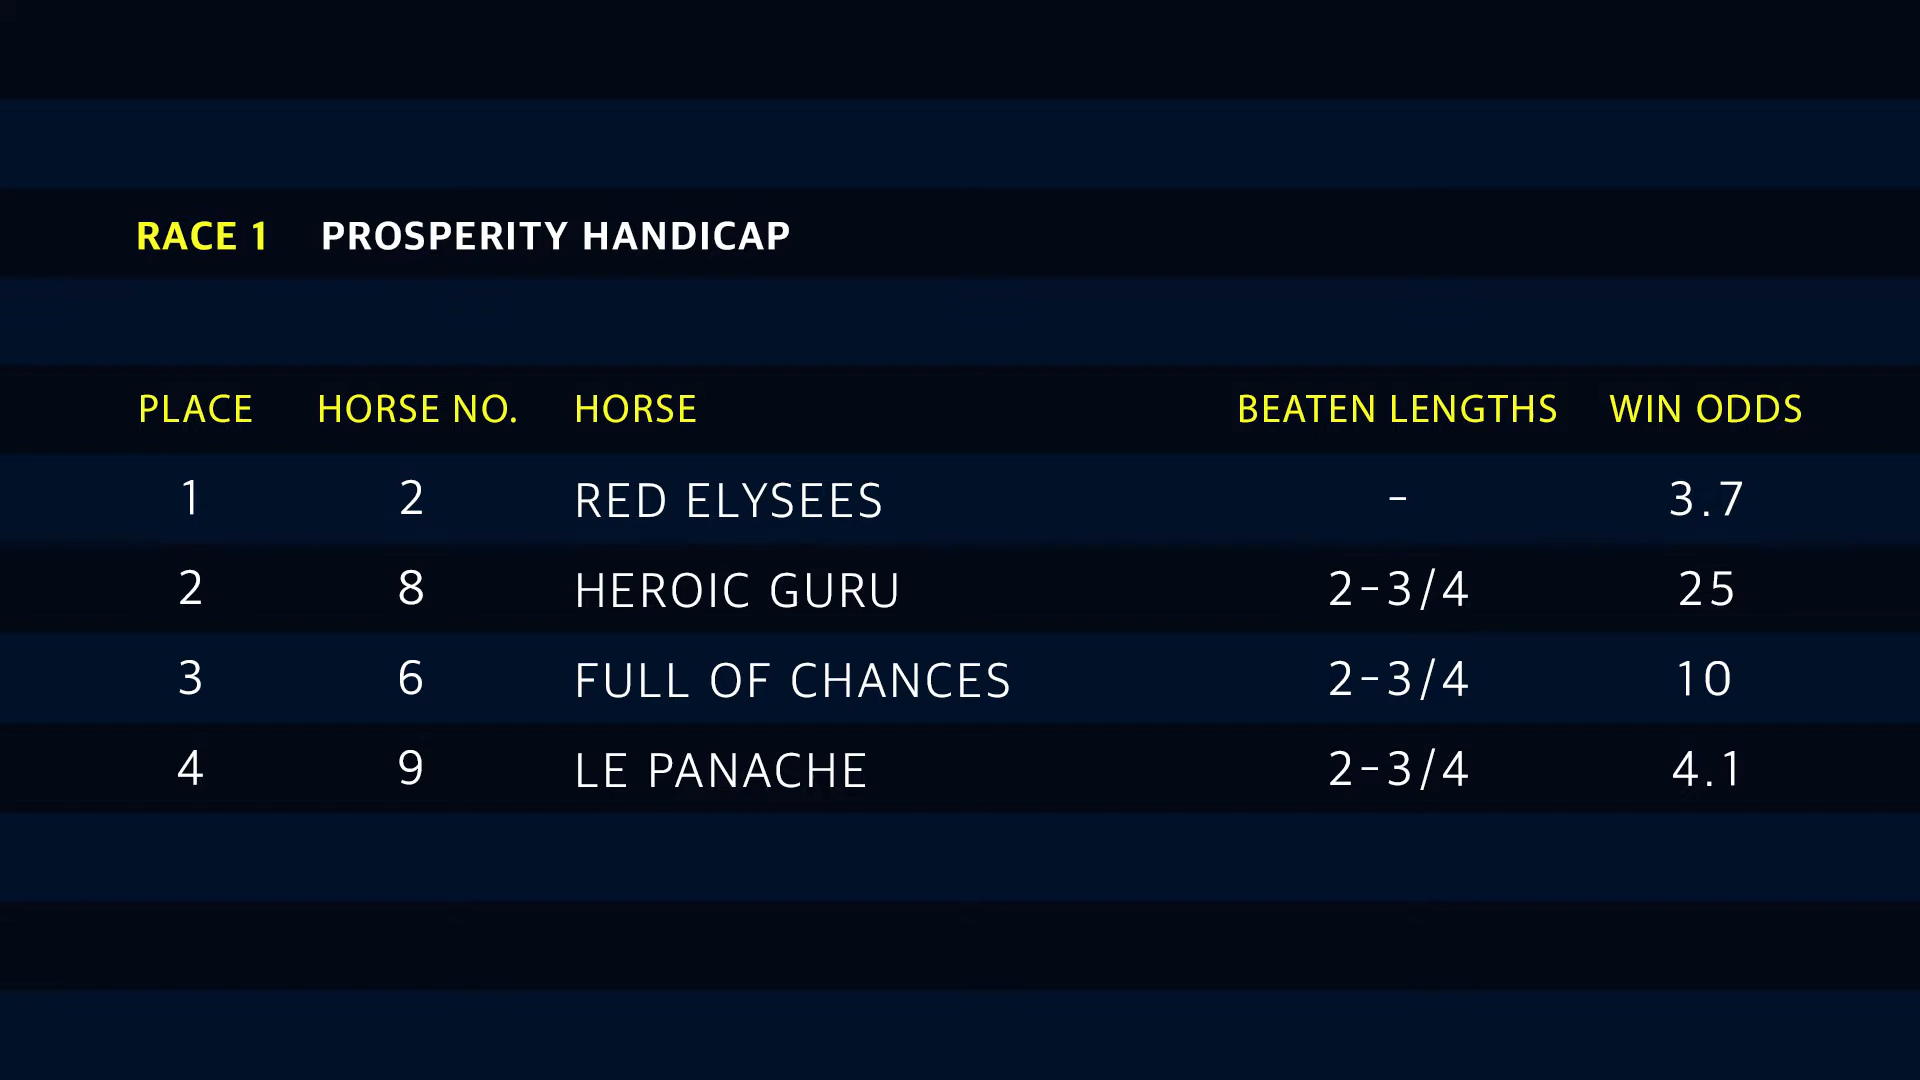 RACE 1 PROSPERITY HANDICAP
PLACE HORSE NO. HORSE BEATEN LENGTHS WIN ODDS
1 2 RED ELYSEES - 3.7
2 8 HEROIC GURU 2-3/4 25
3 6 FULL OF CHANCES 2-3/4 10
4 9 LE PANACHE 2-3/4 4.1